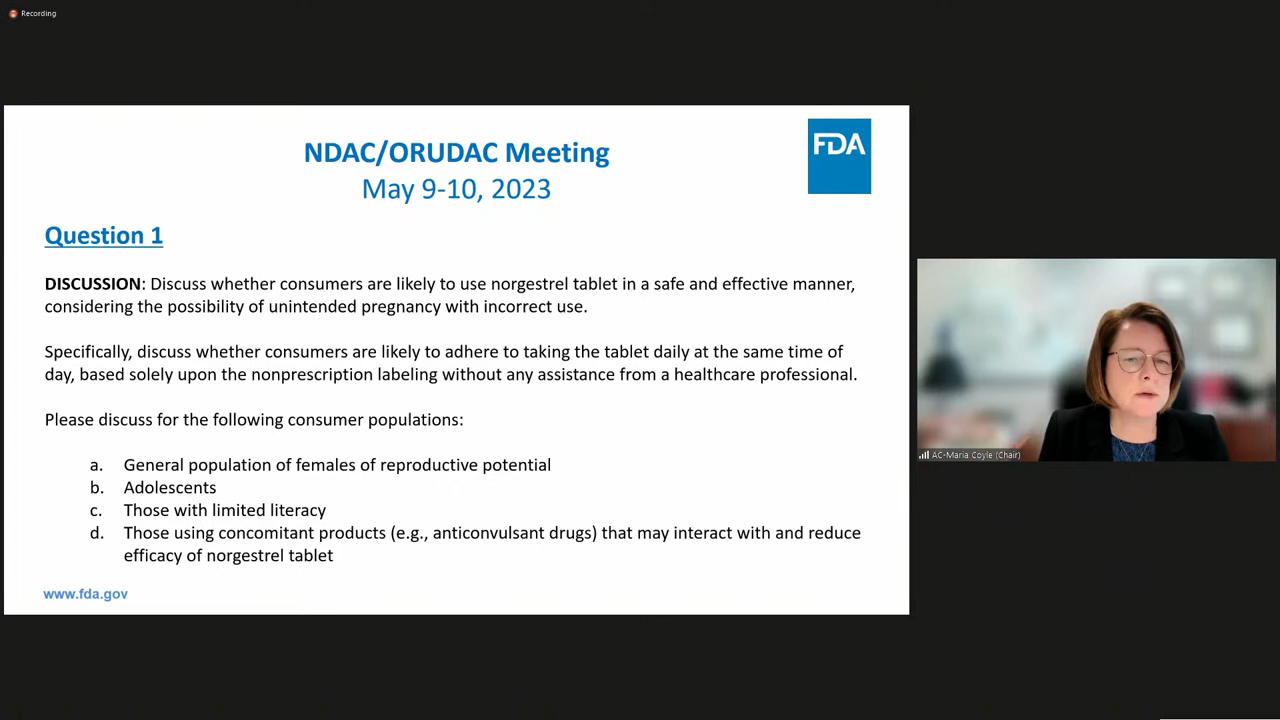 Recording
NDAC/ORUDAC Meeting
May 9-10, 2023
FDA
Question 1
DISCUSSION: Discuss whether consumers are likely to use norgestrel tablet in a safe and effective manner,
considering the possibility of unintended pregnancy with incorrect use.
Specifically, discuss whether consumers are likely to adhere to taking the tablet daily at the same time of
day, based solely upon the nonprescription labeling without any assistance from a healthcare professional.
Please discuss for the following consumer populations:
a. General population of females of reproductive potential
b. Adolescents
c. Those with limited literacy
d. Those using concomitant products (e.g., anticonvulsant drugs) that may interact with and reduce
efficacy of norgestrel tablet
www.fda.gov
AC-Maria Coyle (Chair)